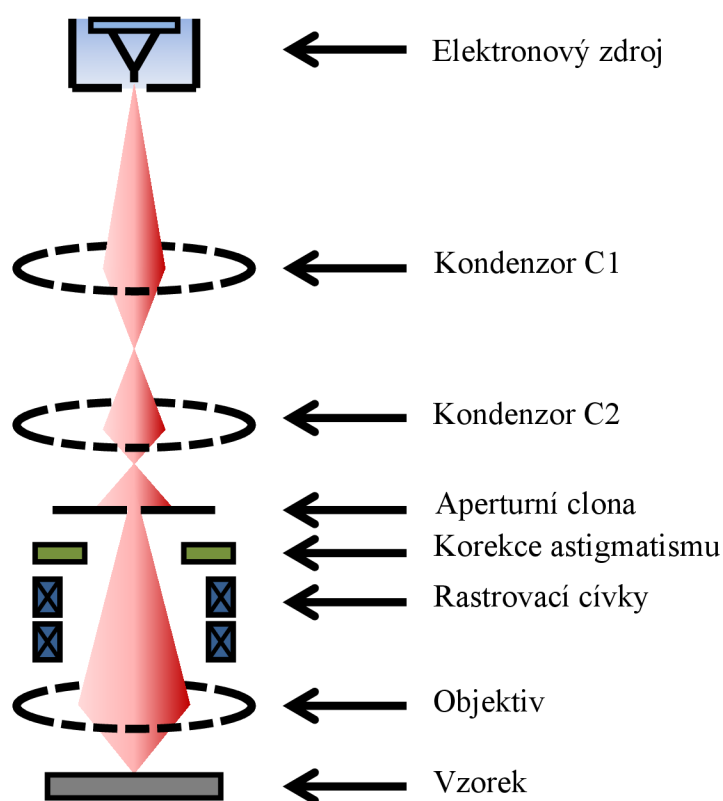 Elektronový zdroj
Kondenzor C1
Kondenzor C2
Aperturní clona
Korekce astigmatismu
Rastrovací cívky
Objektiv
Vzorek